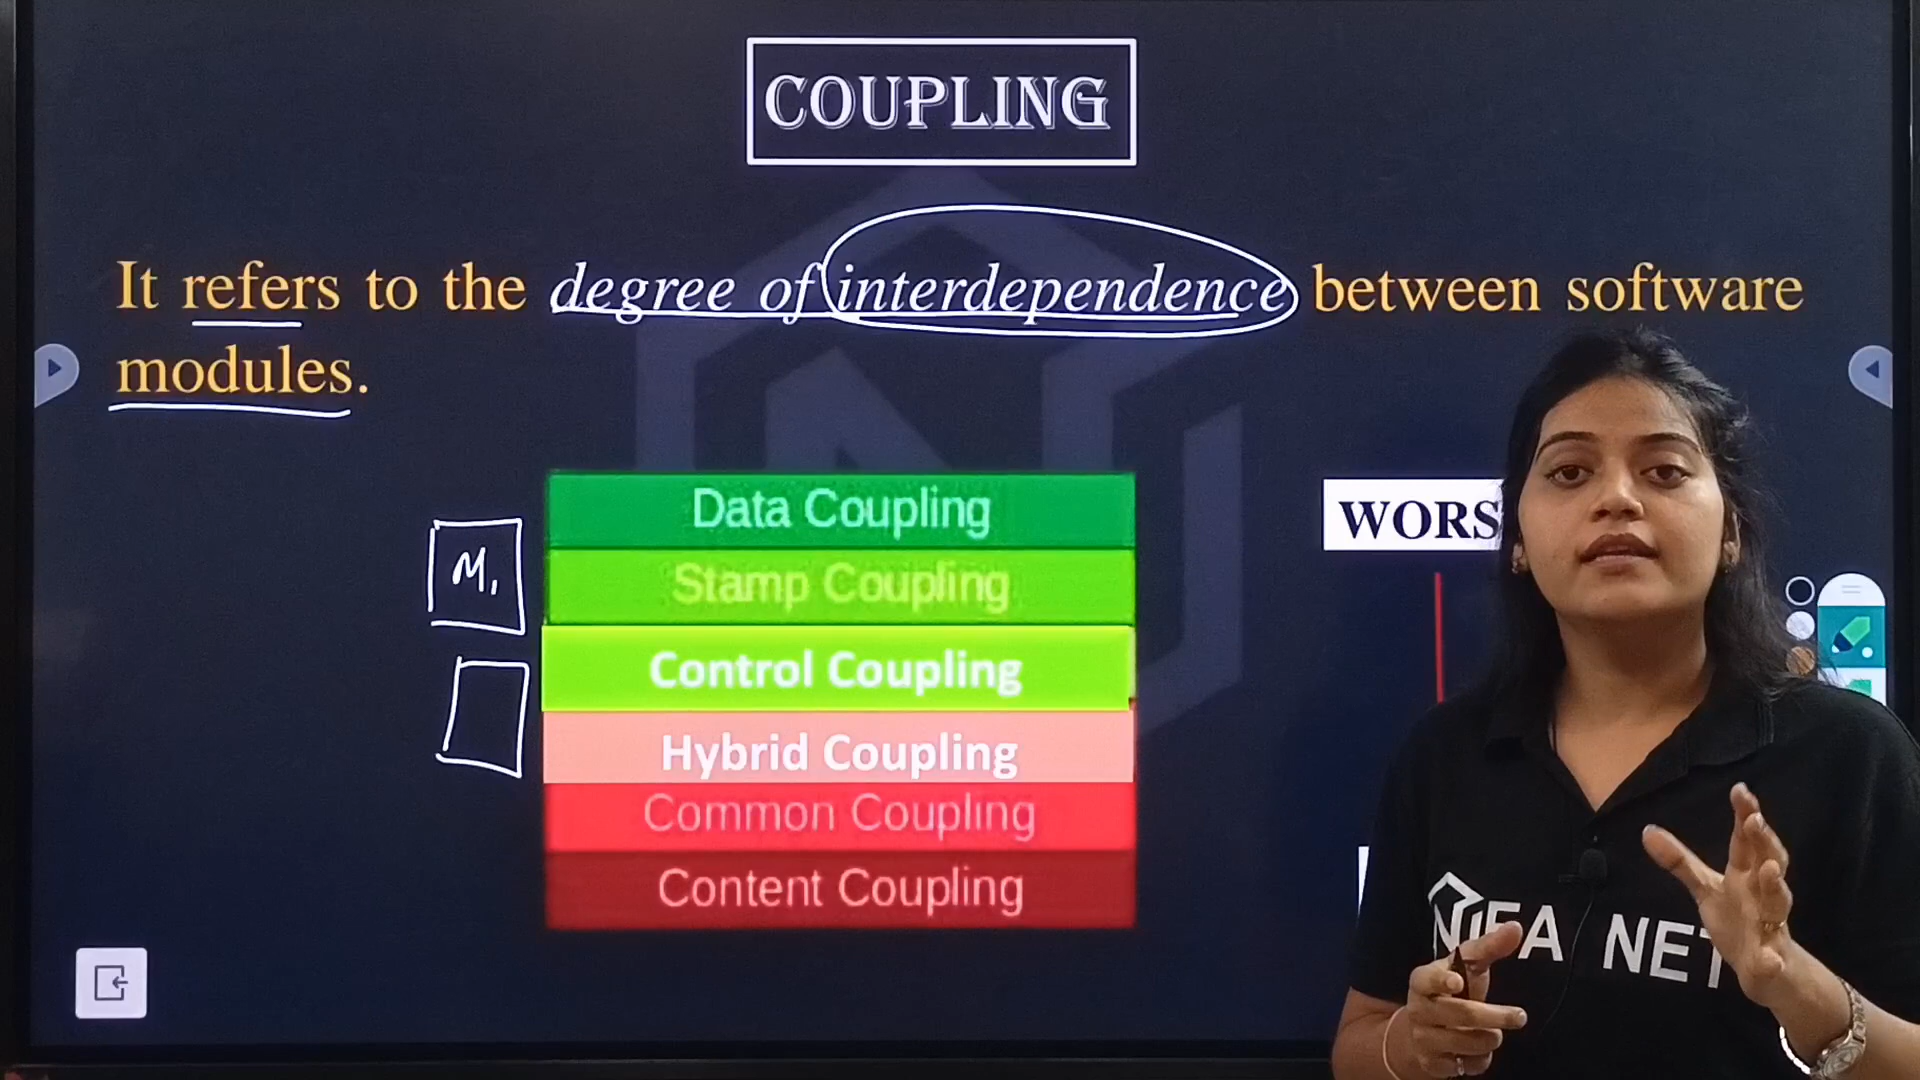 COUPLING
It refers to the degree of interdependence between software
modules.
Data Coupling
WORS
M1
Stamp Coupling
Control Coupling
Hybrid Coupling
Common Coupling
Content Coupling
NET